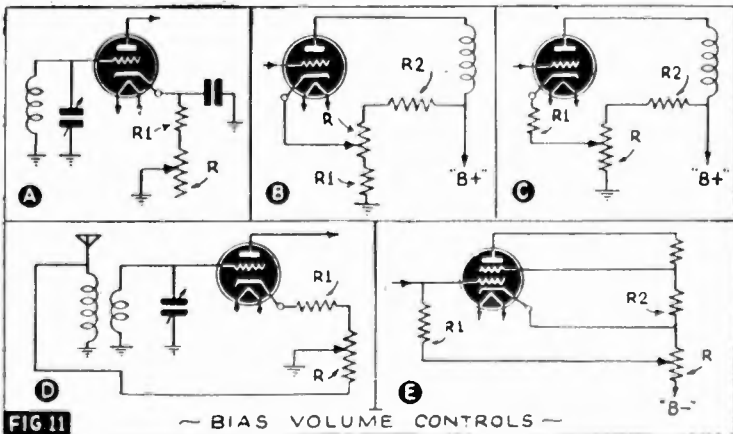 R1
R
A
R2
R
R1
"B+"
B
R2
R1
R
"B+"
C
R1
R
D
R2
R1
R
"B-"
E
FIG.11
~ BIAS VOLUME CONTROLS ~